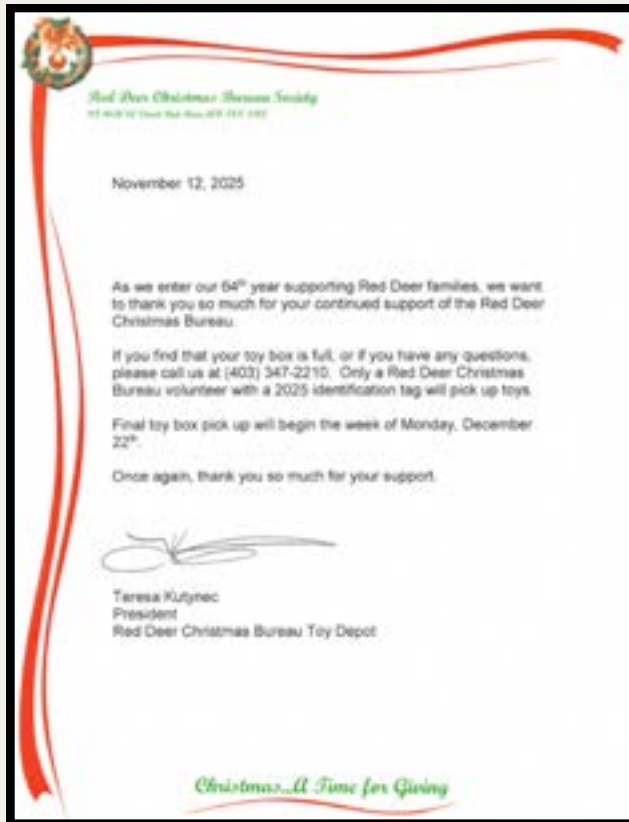 Red Deer Christmas Bureau Society
November 12, 2025
As we enter our 64th year supporting Red Deer families, we want
to thank you so much for your continued support of the Red Deer
Christmas Bureau.
If you find that your toy box is full, or if you have any questions,
please call us at (403) 347-2210. Only a Red Deer Christmas
Bureau volunteer with a 2025 identification tag will pick up toys.
Final toy box pick up will begin the week of Monday, December
22th.
Once again, thank you so much for your support.
Teresa Kutynec
President
Red Deer Christmas Bureau Toy Depot
Christmas...A Time for Giving